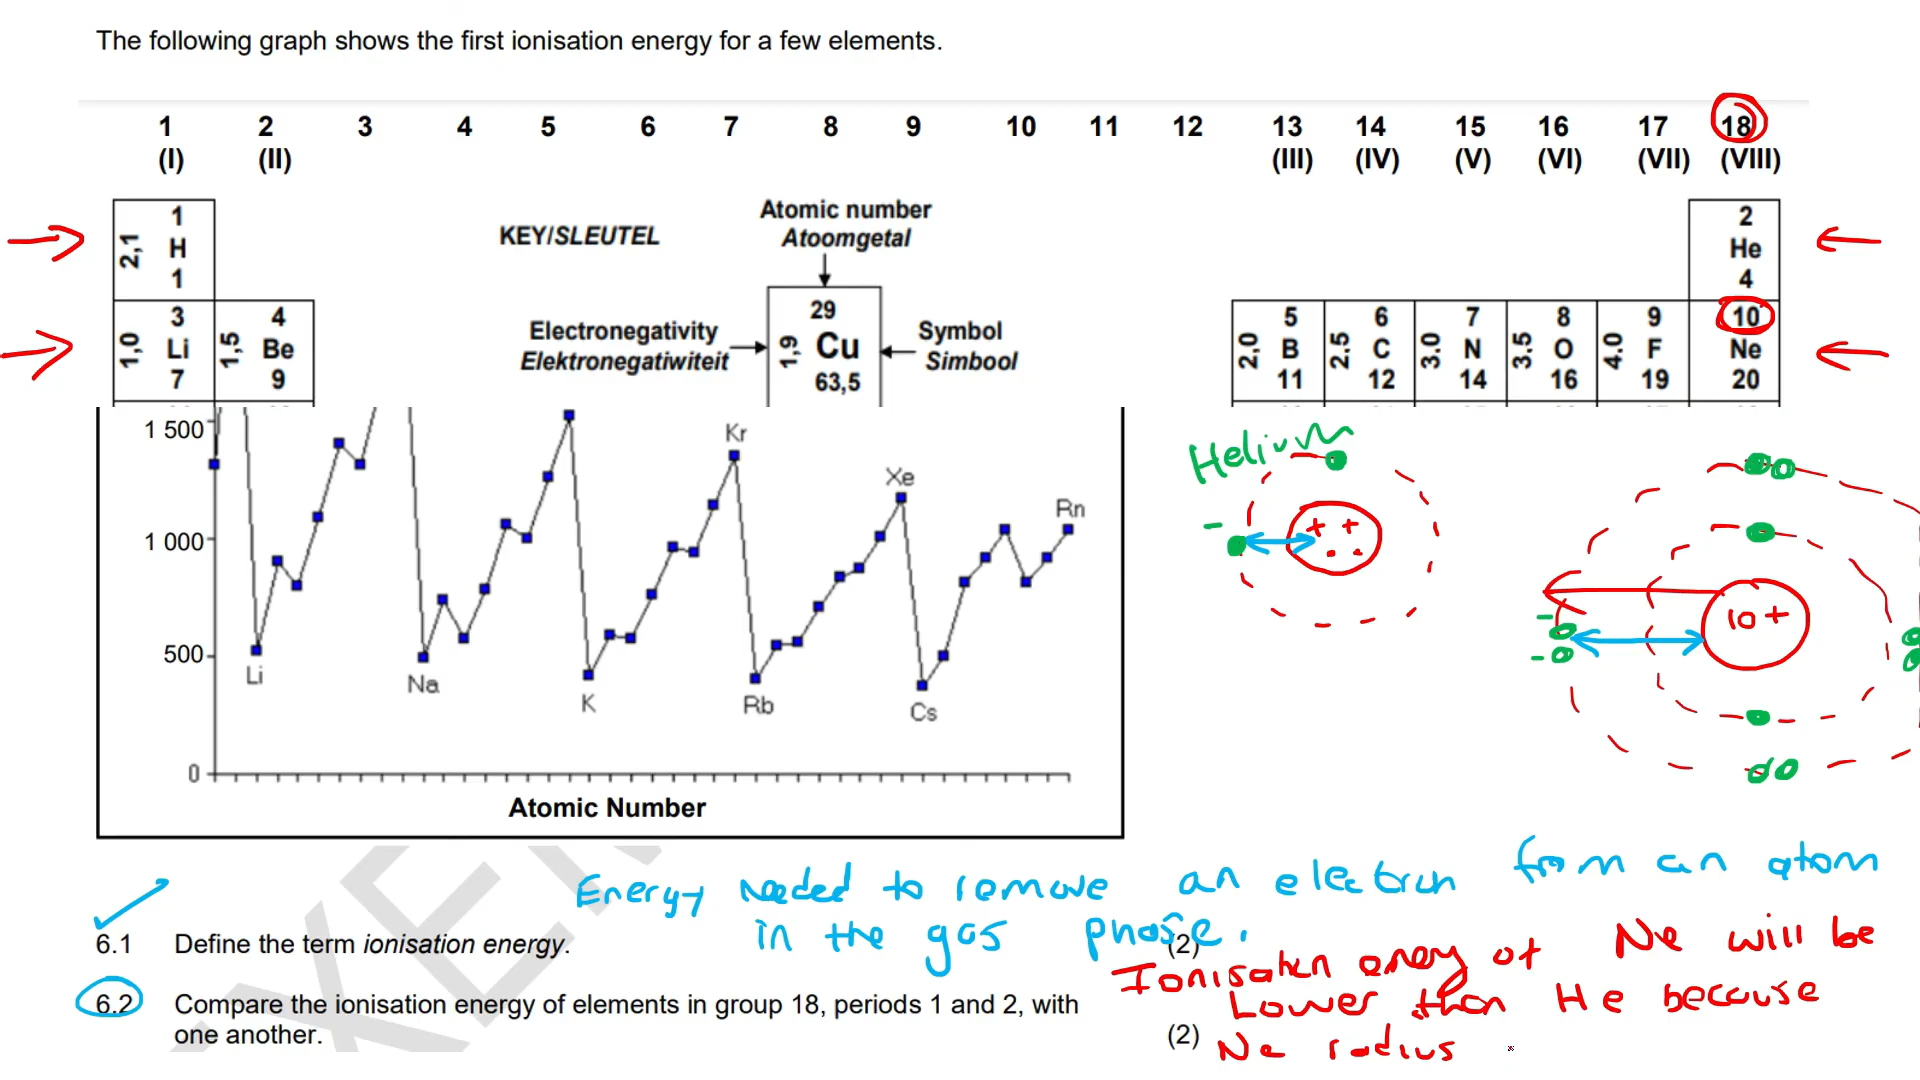 The following graph shows the first ionisation energy for a few elements.
1 2 3 4 5 6 7 8 9 10 11 12 13 14 15 16 17 18
(I) (II) (III) (IV) (V) (VI) (VII) (VIII)
2,1 1 H 1
KEY/SLEUTEL
Atomic number
Atoomgetal
2 He 4
1,0 3 Li 7
1,5 4 Be 9
Electronegativity
Elektronegatiwiteit
29
1,9 Cu
63,5
Symbol
Simbool
2,0 5 B 11
2.5 6 C 12
3.0 7 N 14
3.5 8 O 16
4.0 9 F 19
10 Ne 20
1 500
1 000
500
0
Li Na K Rb Cs
Kr Xe Rn
Atomic Number
Helium
-
+ +
10 +
-
-
Energy needed to remove an electron from an atom
in the gas phase.
6.1 Define the term ionisation energy. (2)
Ionisation energy of Ne will be
Lower than He because
Ne radius
6.2 Compare the ionisation energy of elements in group 18, periods 1 and 2, with
one another. (2)